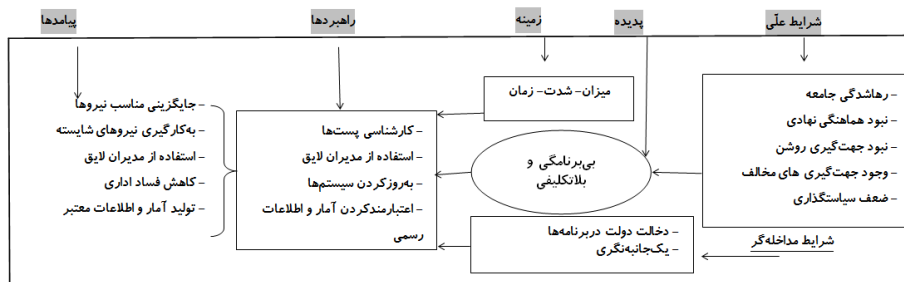 شرایط علّی
پدیده
زمینه
راهبردها
پیامدها
- رهاشدگی جامعه
- نبود هماهنگی نهادی
- نبود جهت‌گیری روشن
- وجود جهت‌گیری های مخالف
- ضعف سیاستگذاری
میزان- شدت- زمان
بی‌برنامگی و
بلاتکلیفی
شرایط مداخله‌گر
- دخالت دولت دربرنامه‌ها
- یک‌جانبه‌نگری
- کارشناسی پست‌ها
- استفاده از مدیران لایق
- به‌روزکردن سیستم‌ها
- اعتبارمندکردن آمار و اطلاعات
رسمی
- جایگزینی مناسب نیروها
- به‌کارگیری نیروهای شایسته
- استفاده از مدیران لایق
- کاهش فساد اداری
- تولید آمار و اطلاعات معتبر